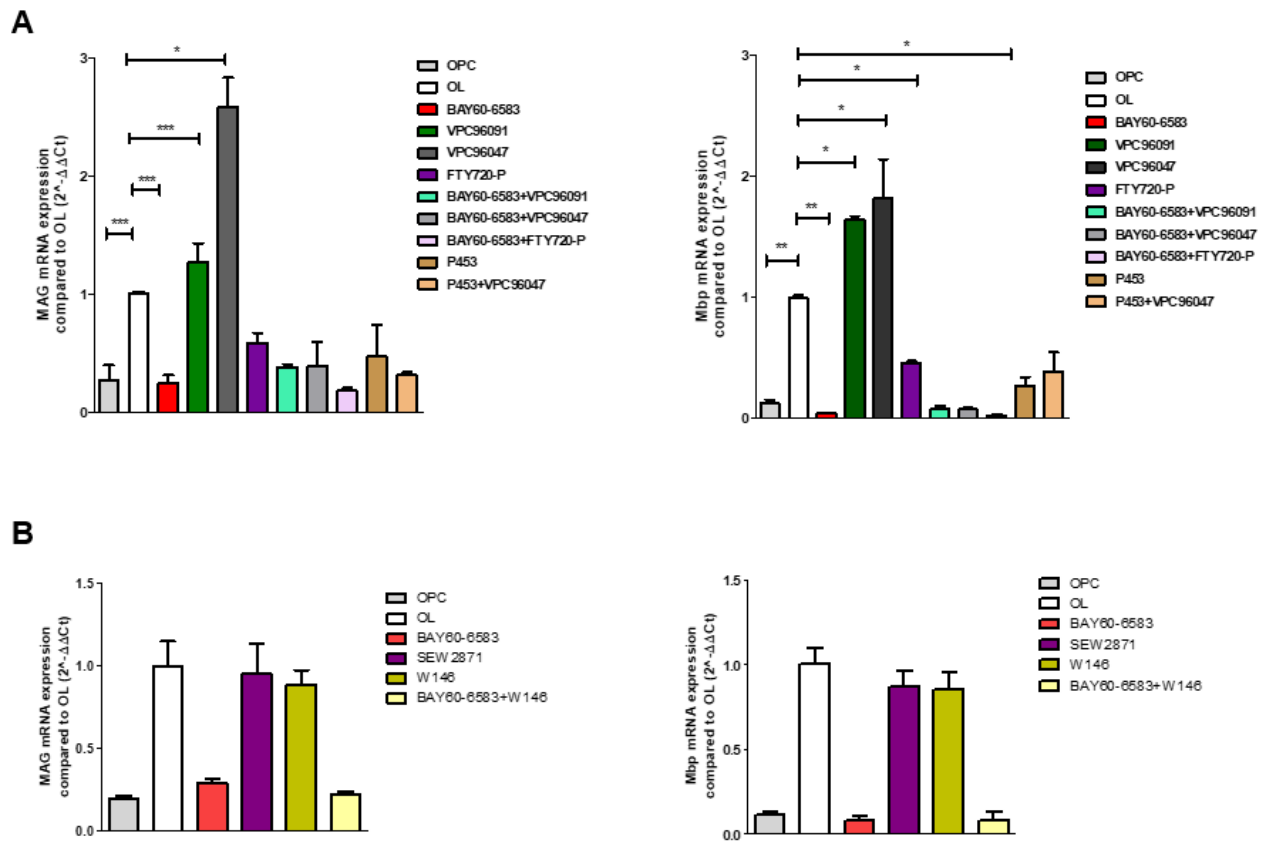 A
MAG mRNA expression
compared to OL (2^-ΔΔCt)
3
2
1
0
*
***
***
***
OPC
OL
BAY60-6583
VPC96091
VPC96047
FTY720-P
BAY60-6583+VPC96091
BAY60-6583+VPC96047
BAY60-6583+FTY720-P
P453
P453+VPC96047
Mbp mRNA expression
compared to OL (2^-ΔΔCt)
3
2
1
0
*
*
*
*
**
**
OPC
OL
BAY60-6583
VPC96091
VPC96047
FTY720-P
BAY60-6583+VPC96091
BAY60-6583+VPC96047
BAY60-6583+FTY720-P
P453
P453+VPC96047
B
MAG mRNA expression
compared to OL (2^-ΔΔCt)
1.5
1.0
0.5
0.0
OPC
OL
BAY60-6583
SEW2871
W146
BAY60-6583+W146
Mbp mRNA expression
compared to OL (2^-ΔΔCt)
1.5
1.0
0.5
0.0
OPC
OL
BAY60-6583
SEW2871
W146
BAY60-6583+W146